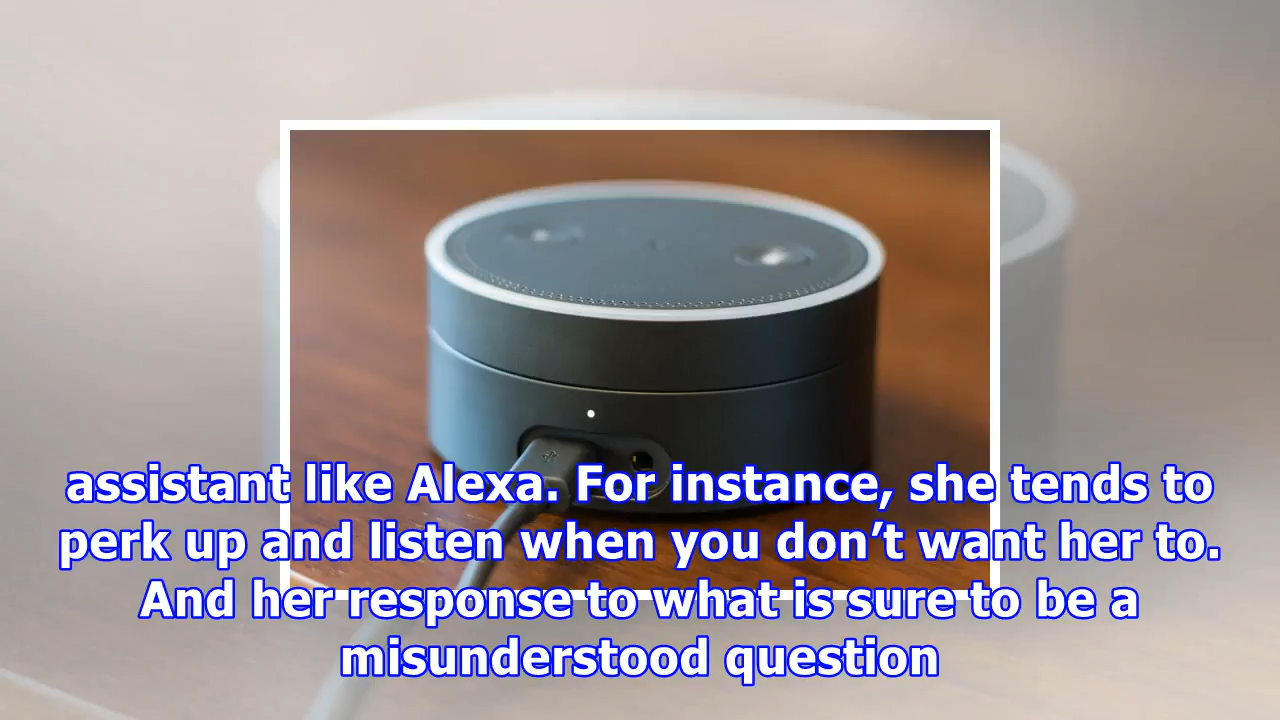 assistant like Alexa. For instance, she tends to
perk up and listen when you don’t want her to.
And her response to what is sure to be a
misunderstood question